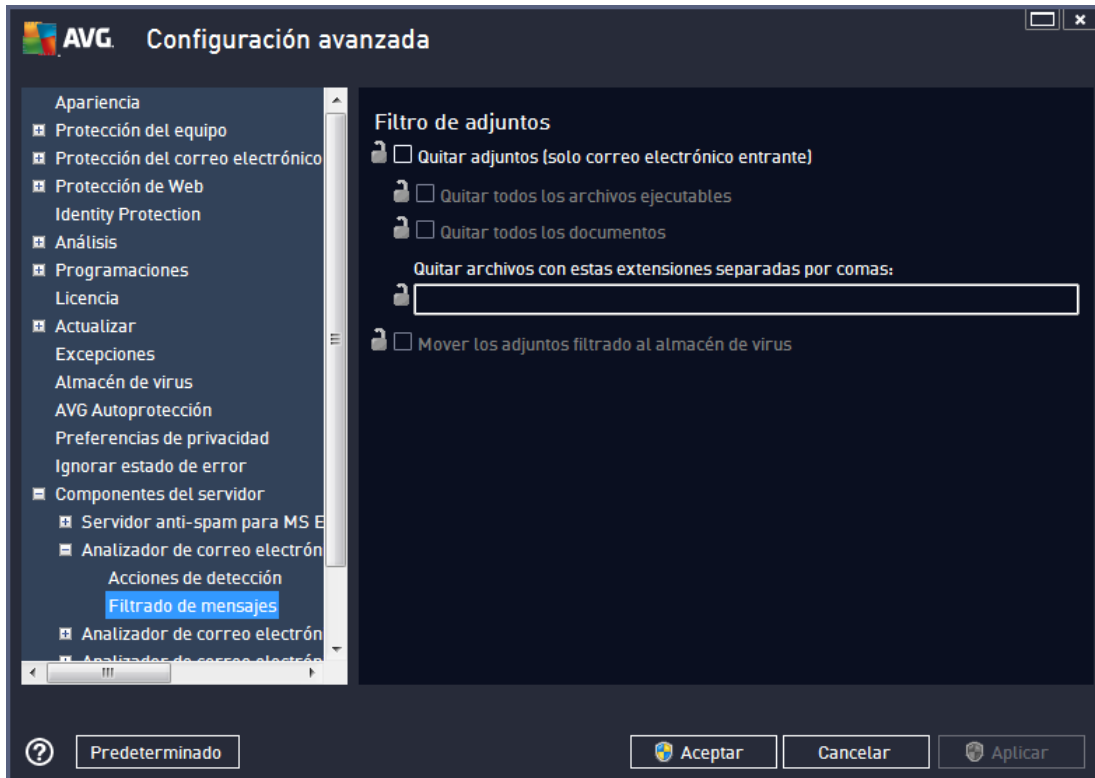 AVG. Configuración avanzada
Apariencia
Protección del equipo
Protección del correo electrónico
Protección de Web
Identity Protection
Análisis
Programaciones
Licencia
Actualizar
Excepciones
Almacén de virus
AVG Autoprotección
Preferencias de privacidad
Ignorar estado de error
Componentes del servidor
Servidor anti-spam para MS E
Analizador de correo electrón
Acciones de detección
Filtrado de mensajes
Analizador de correo electrón
Analizador de correo electrón
Filtro de adjuntos
Quitar adjuntos (solo correo electrónico entrante)
Quitar todos los archivos ejecutables
Quitar todos los documentos
Quitar archivos con estas extensiones separadas por comas:
Mover los adjuntos filtrado al almacén de virus
Predeterminado
Aceptar
Cancelar
Aplicar